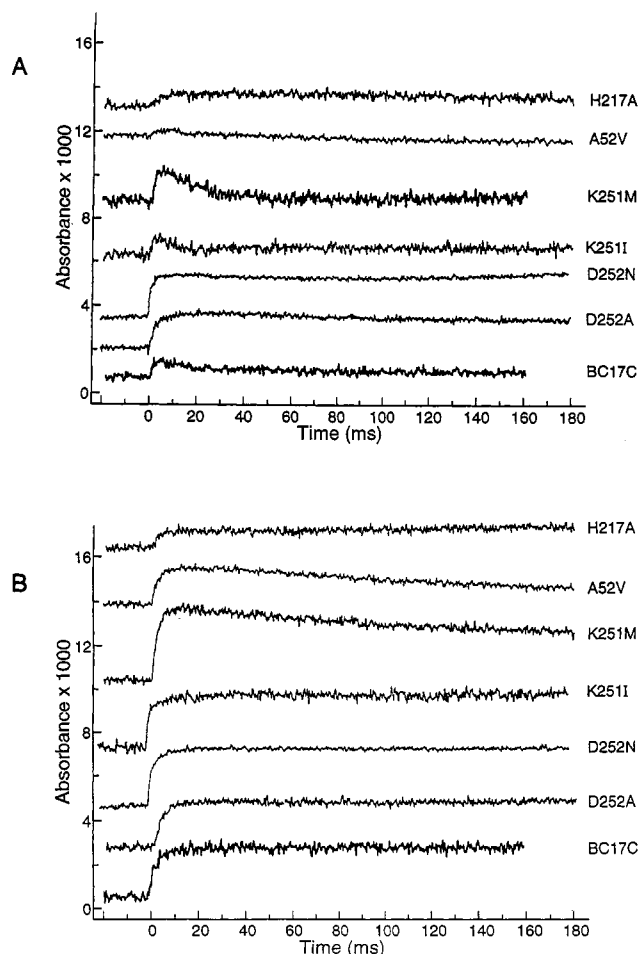 A
Absorbance x 1000
16
12
8
4
0
H217A
A52V
K251M
K251I
D252N
D252A
BC17C
0 20 40 60 80 100 120 140 160 180
Time (ms)
B
Absorbance x 1000
16
12
8
4
0
H217A
A52V
K251M
K251I
D252N
D252A
BC17C
0 20 40 60 80 100 120 140 160 180
Time (ms)